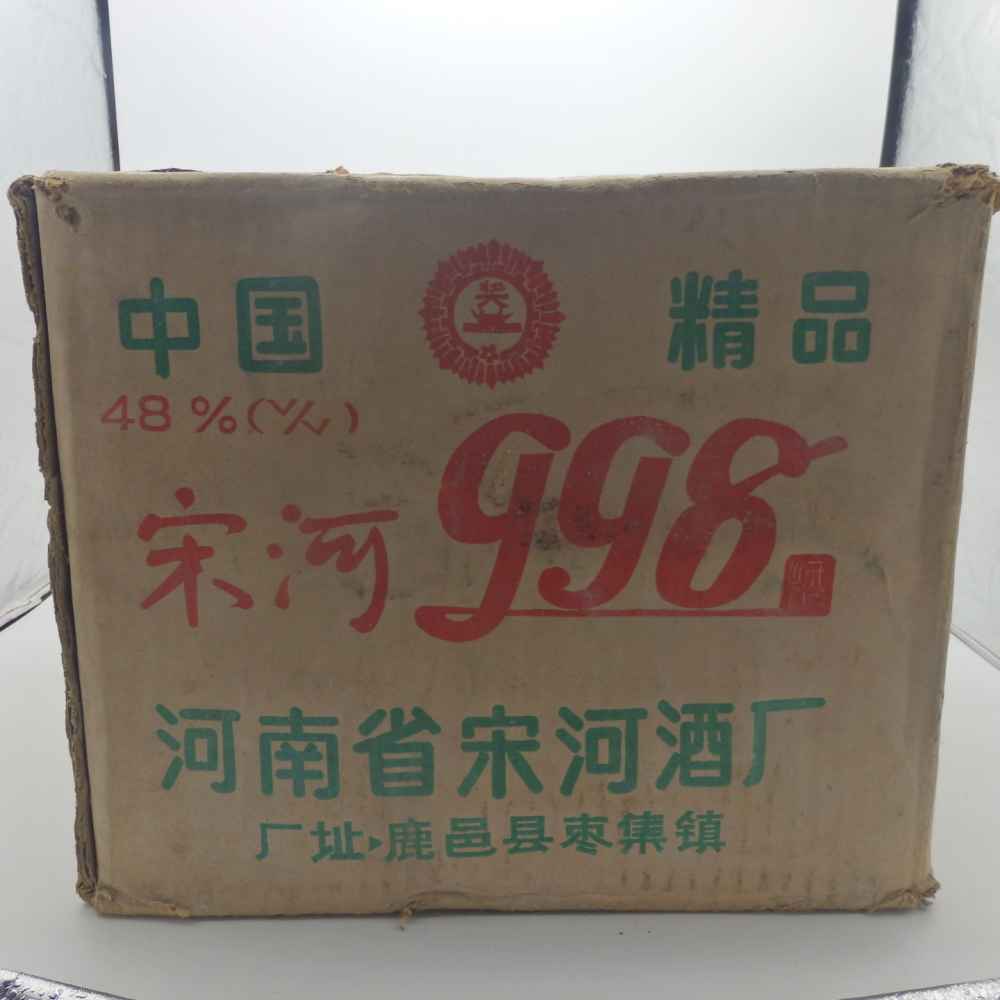 中国 奖 精品
48%(V/V)
宋河 998
河南省宋河酒厂
厂址·鹿邑县枣集镇